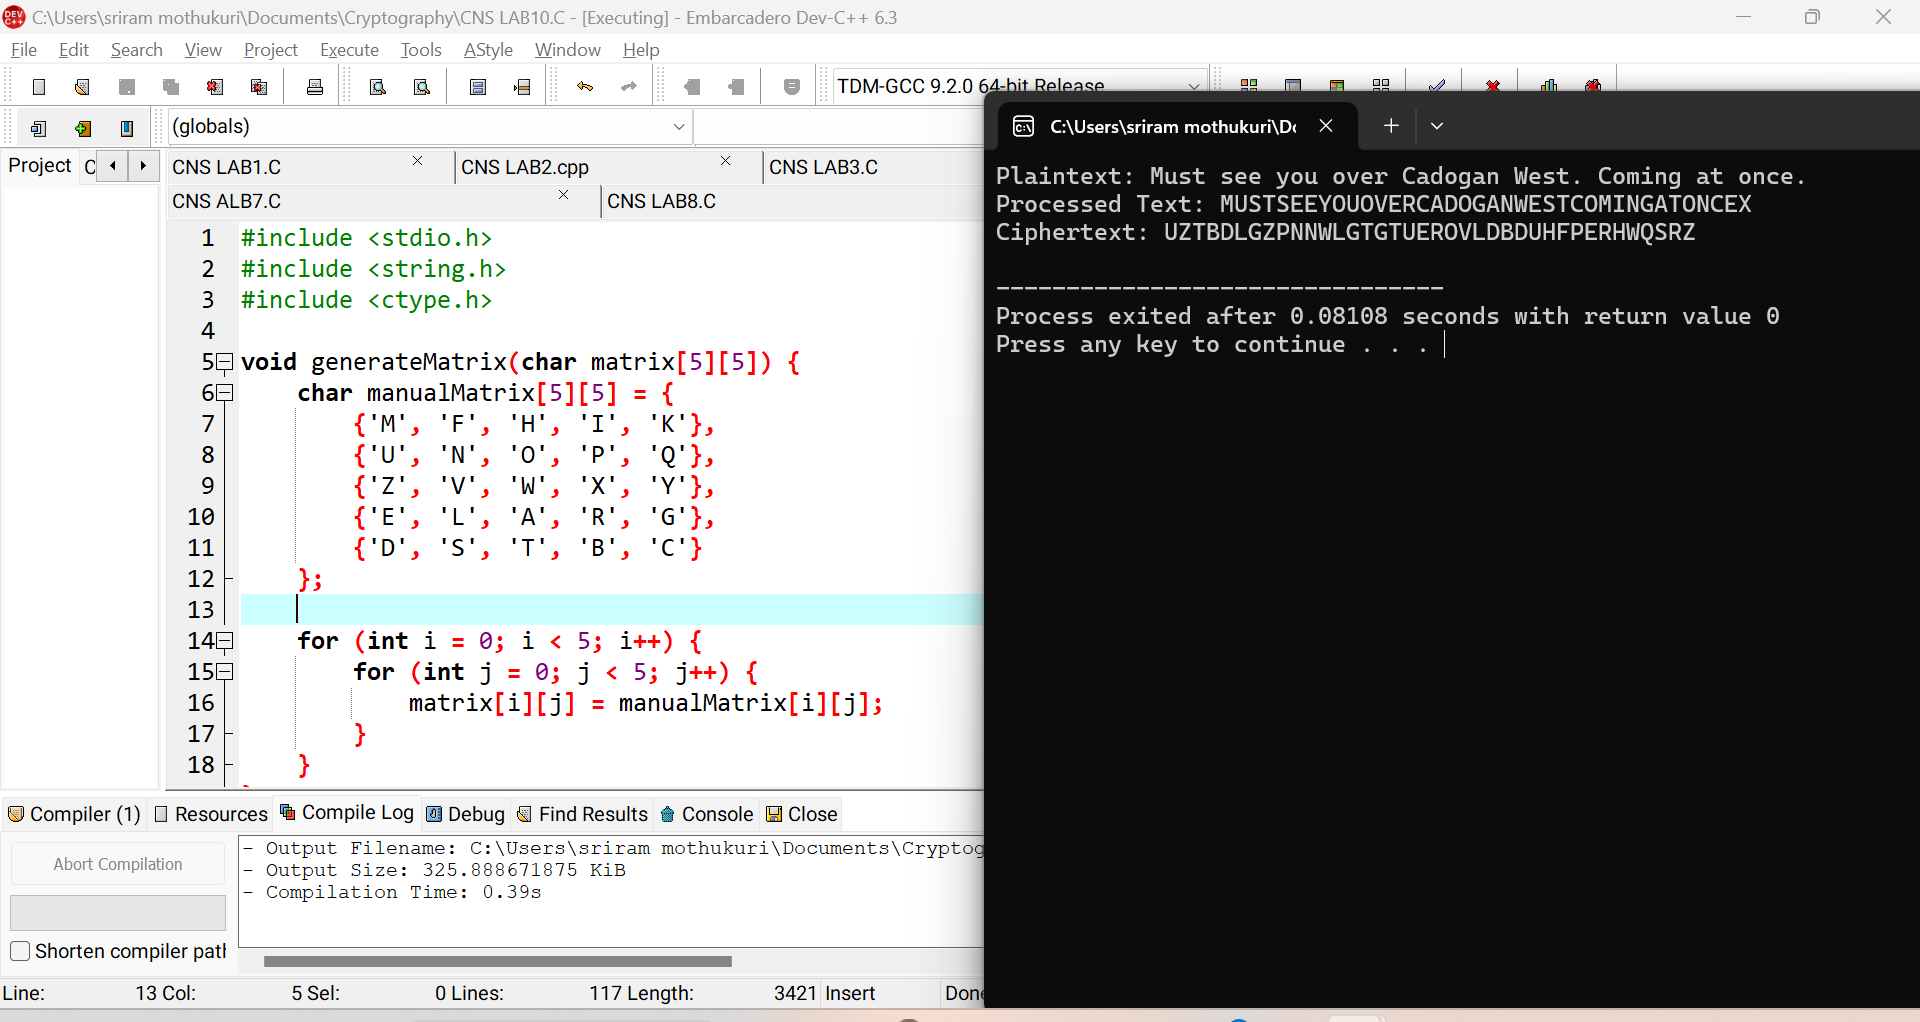 C:\Users\sriram mothukuri\Documents\Cryptography\CNS LAB10.C - [Executing] - Embarcadero Dev-C++ 6.3
File Edit Search View Project Execute Tools AStyle Window Help
TDM-GCC 9.2.0 64-bit Release
(globals)
Project C
CNS LAB1.C CNS LAB2.cpp CNS LAB3.C
CNS ALB7.C CNS LAB8.C
1 #include <stdio.h>
2 #include <string.h>
3 #include <ctype.h>
4
5 void generateMatrix(char matrix[5][5]) {
6 char manualMatrix[5][5] = {
7 {'M', 'F', 'H', 'I', 'K'},
8 {'U', 'N', 'O', 'P', 'Q'},
9 {'Z', 'V', 'W', 'X', 'Y'},
10 {'E', 'L', 'A', 'R', 'G'},
11 {'D', 'S', 'T', 'B', 'C'}
12 };
13
14 for (int i = 0; i < 5; i++) {
15 for (int j = 0; j < 5; j++) {
16 matrix[i][j] = manualMatrix[i][j];
17 }
18 }
C:\Users\sriram mothukuri\Do
Plaintext: Must see you over Cadogan West. Coming at once.
Processed Text: MUSTSEEYOUOVERCADOGANWESTCOMINGATONCEX
Ciphertext: UZTBDLGZPNNWLGTGTUEROVLDBDUHFPERHWQSRZ
--------------------------------
Process exited after 0.08108 seconds with return value 0
Press any key to continue . . .
Compiler (1) Resources Compile Log Debug Find Results Console Close
Abort Compilation
Shorten compiler path
- Output Filename: C:\Users\sriram mothukuri\Documents\Cryptog
- Output Size: 325.888671875 KiB
- Compilation Time: 0.39s
Line: 13 Col: 5 Sel: 0 Lines: 117 Length: 3421 Insert Done